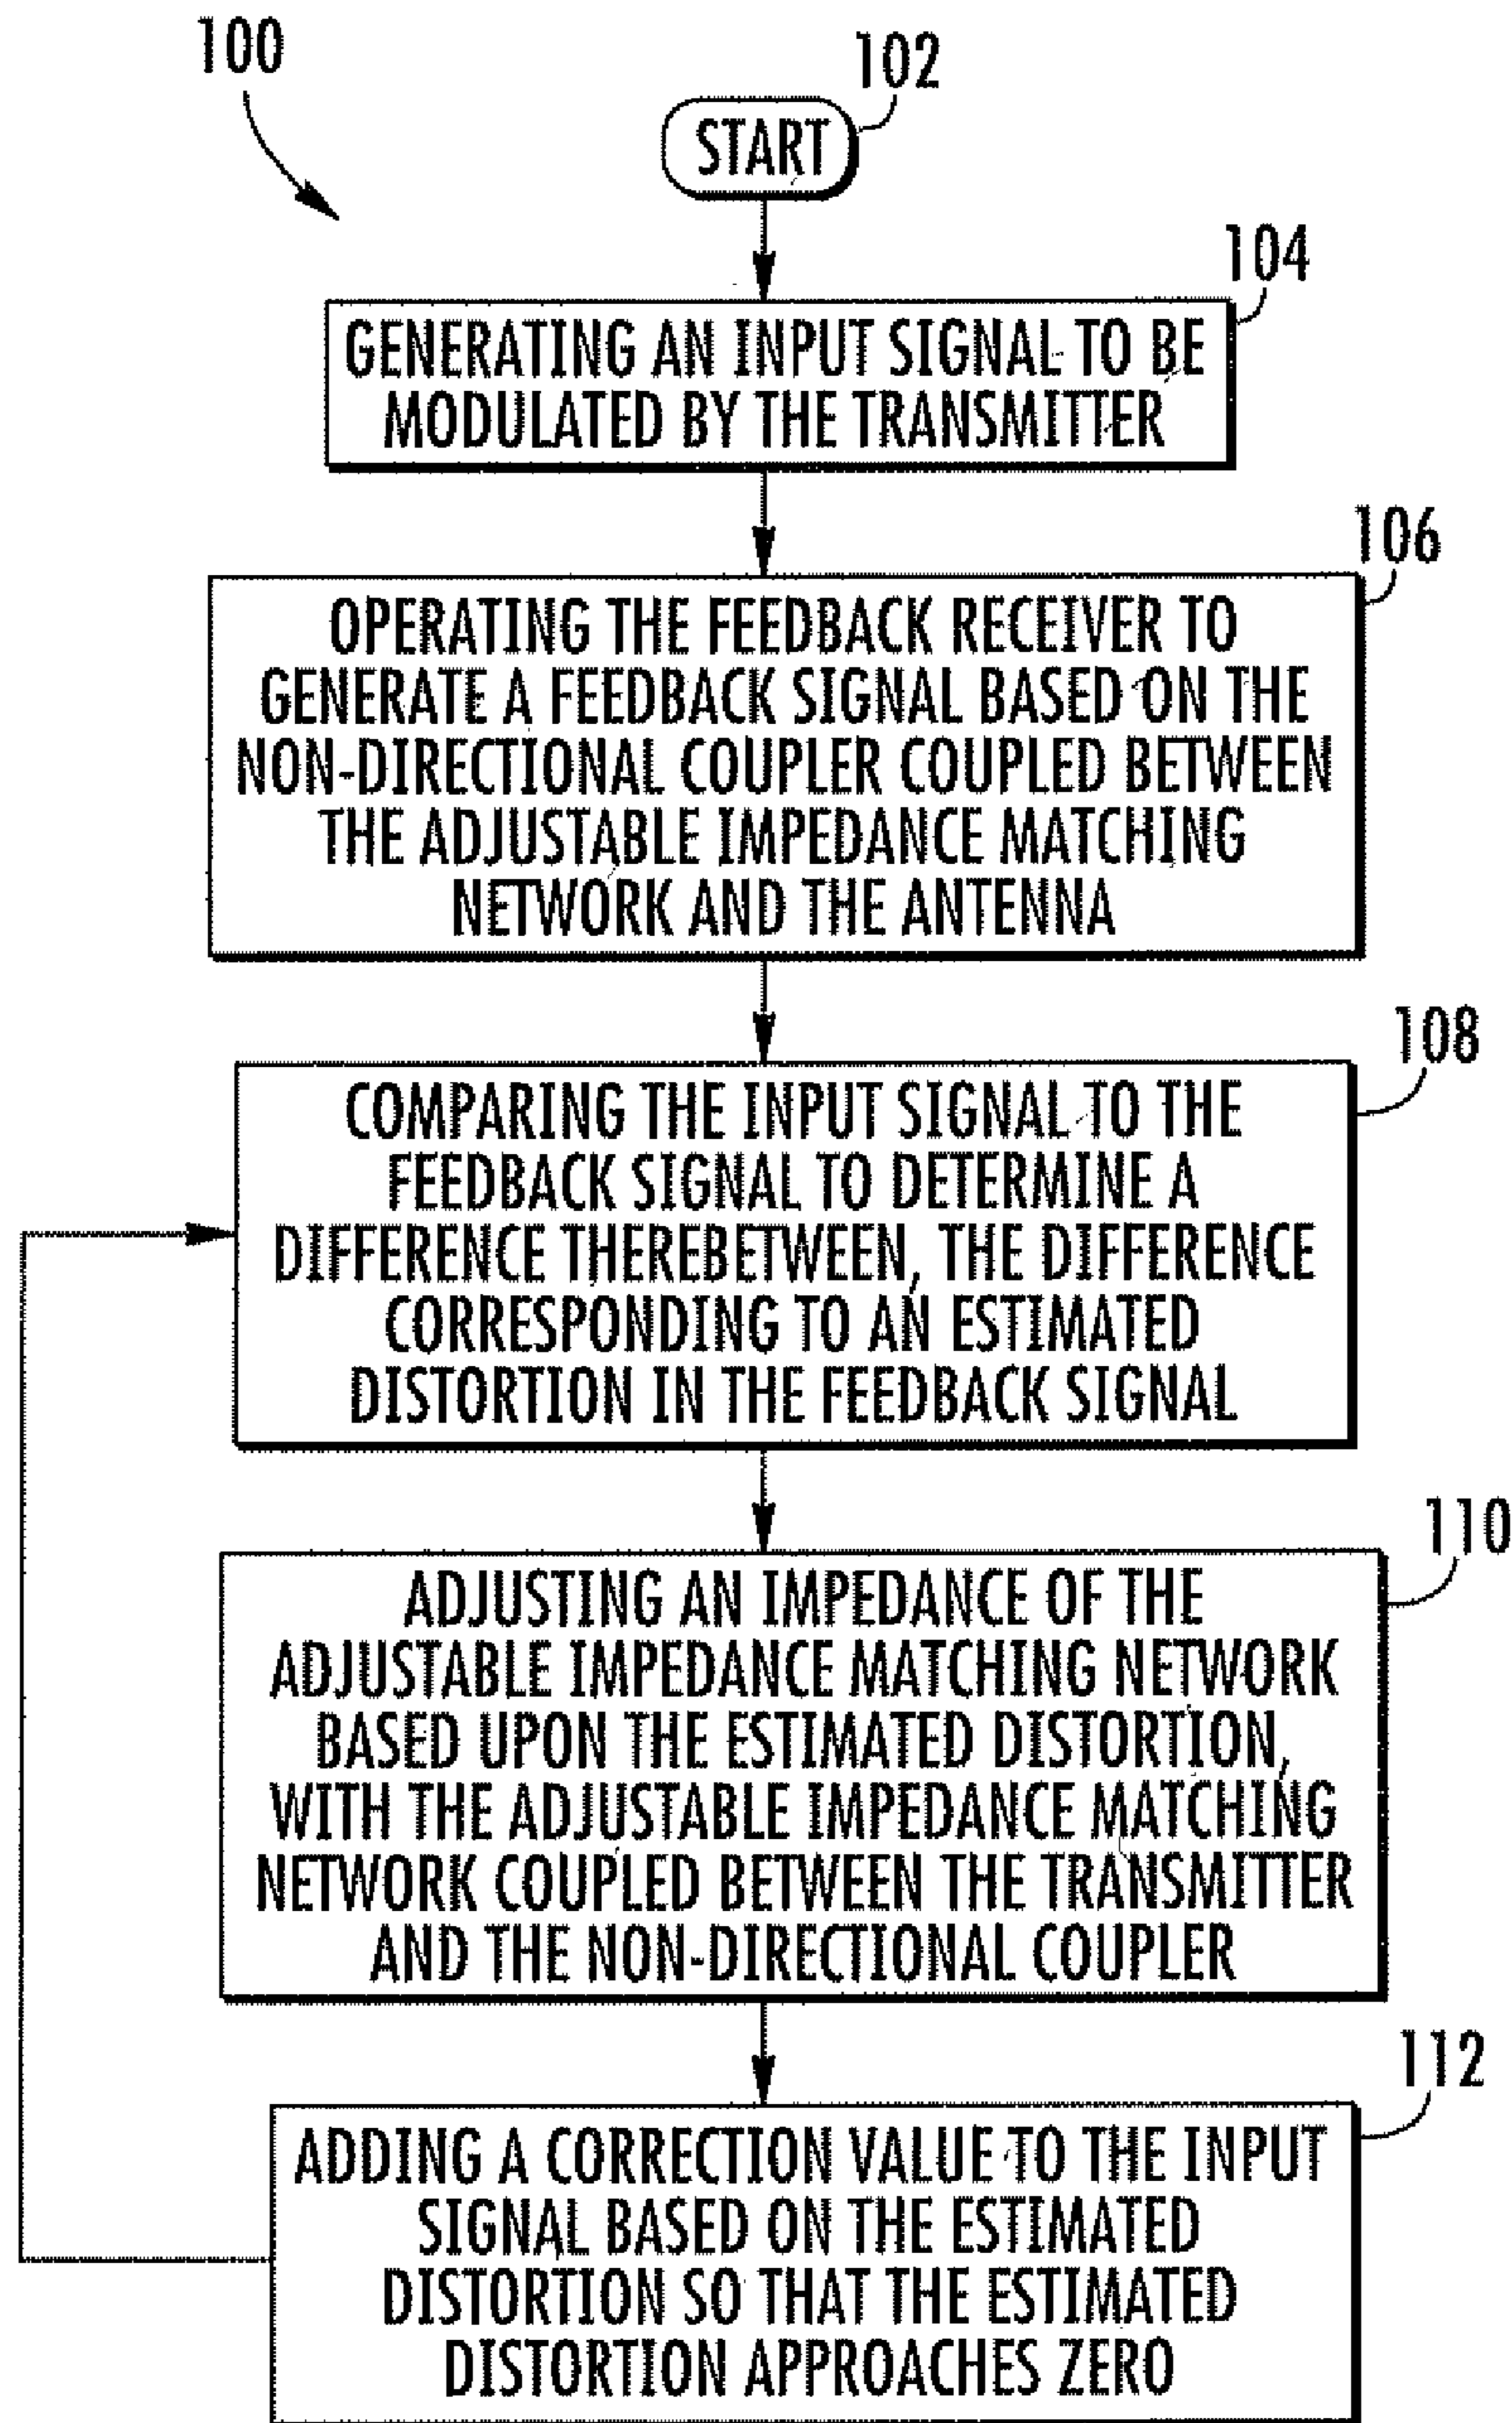 100
102
START
104
GENERATING AN INPUT SIGNAL TO BE
MODULATED BY THE TRANSMITTER
106
OPERATING THE FEEDBACK RECEIVER TO
GENERATE A FEEDBACK SIGNAL BASED ON THE
NON-DIRECTIONAL COUPLER COUPLED BETWEEN
THE ADJUSTABLE IMPEDANCE MATCHING
NETWORK AND THE ANTENNA
108
COMPARING THE INPUT SIGNAL TO THE
FEEDBACK SIGNAL TO DETERMINE A
DIFFERENCE THEREBETWEEN, THE DIFFERENCE
CORRESPONDING TO AN ESTIMATED
DISTORTION IN THE FEEDBACK SIGNAL
110
ADJUSTING AN IMPEDANCE OF THE
ADJUSTABLE IMPEDANCE MATCHING NETWORK
BASED UPON THE ESTIMATED DISTORTION,
WITH THE ADJUSTABLE IMPEDANCE MATCHING
NETWORK COUPLED BETWEEN THE TRANSMITTER
AND THE NON-DIRECTIONAL COUPLER
112
ADDING A CORRECTION VALUE TO THE INPUT
SIGNAL BASED ON THE ESTIMATED
DISTORTION SO THAT THE ESTIMATED
DISTORTION APPROACHES ZERO